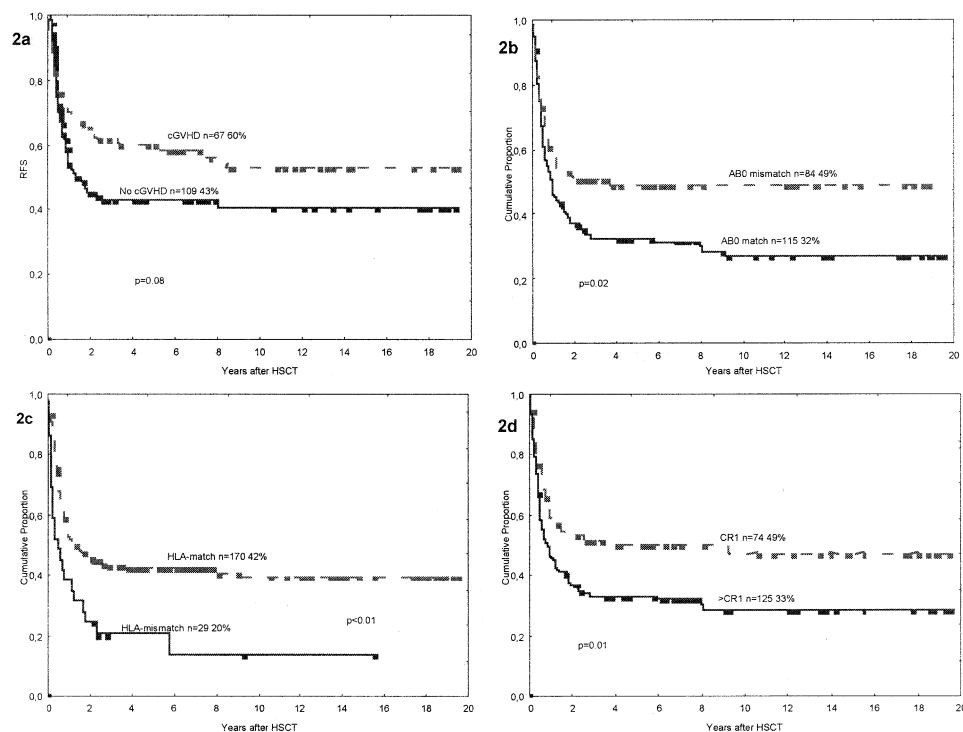 2a
1,0
0,8
0,6
0,4
0,2
0,0
RFS
cGVHD n=67 60%
No cGVHD n=109 43%
p=0.08
0 2 4 6 8 10 12 14 16 18 20
Years after HSCT
2b
1,0
0,8
0,6
0,4
0,2
0,0
Cumulative Proportion
AB0 mismatch n=84 49%
AB0 match n=115 32%
p=0.02
0 2 4 6 8 10 12 14 16 18 20
Years after HSCT
2c
1,0
0,8
0,6
0,4
0,2
0,0
Cumulative Proportion
HLA-match n=170 42%
HLA-mismatch n=29 20%
p<0.01
0 2 4 6 8 10 12 14 16 18 20
Years after HSCT
2d
1,0
0,8
0,6
0,4
0,2
0,0
Cumulative Proportion
CR1 n=74 49%
>CR1 n=125 33%
p=0.01
0 2 4 6 8 10 12 14 16 18 20
Years after HSCT